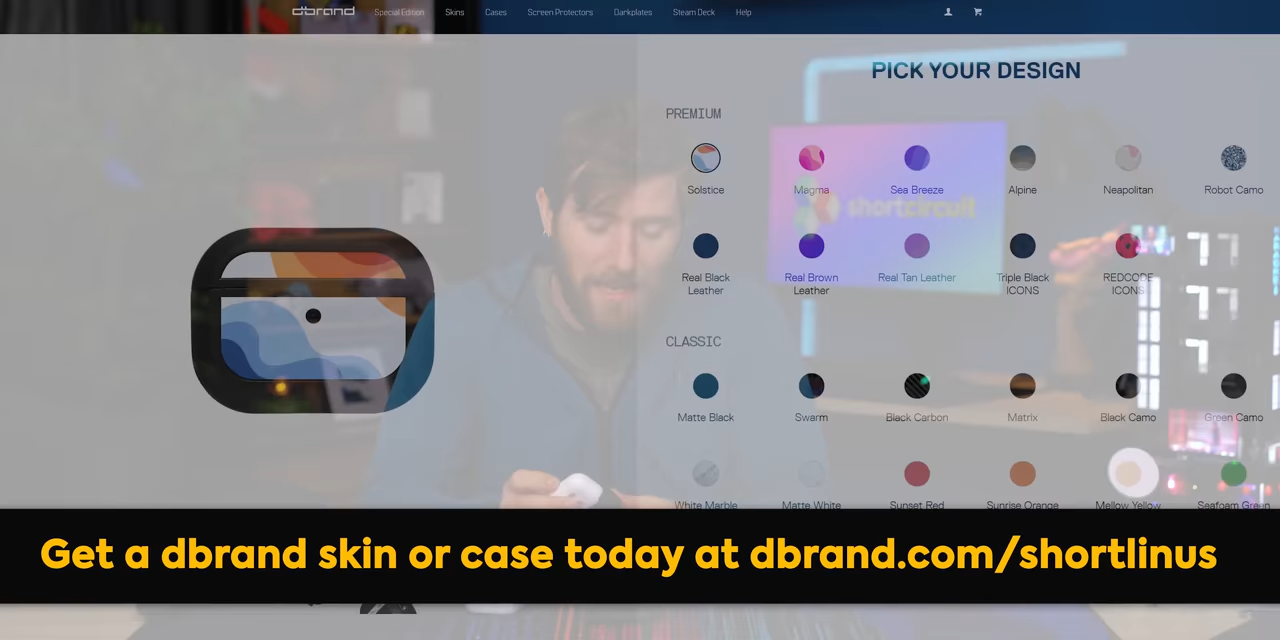 dbrand Special Edition Skins Cases Screen Protectors Darkplates Steam Deck Help
PICK YOUR DESIGN
PREMIUM
Solstice Magma Sea Breeze Alpine Neapolitan Robot Camo
Real Black Leather
Real Brown Leather
Real Tan Leather
Triple Black ICONS
REDCODE ICONS
shortcircuit
CLASSIC
Matte Black Swarm Black Carbon Matrix Black Camo Green Camo
White Marble Matte White Sunset Red Sunrise Orange Mellow Yellow Seafoam Green
Get a dbrand skin or case today at dbrand.com/shortlinus